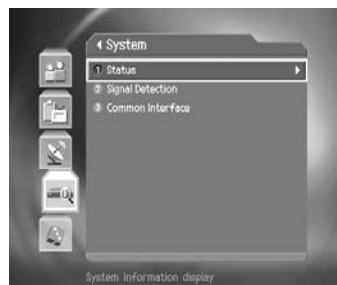 System
1 Status
2 Signal Detection
3 Common Interface
System information display